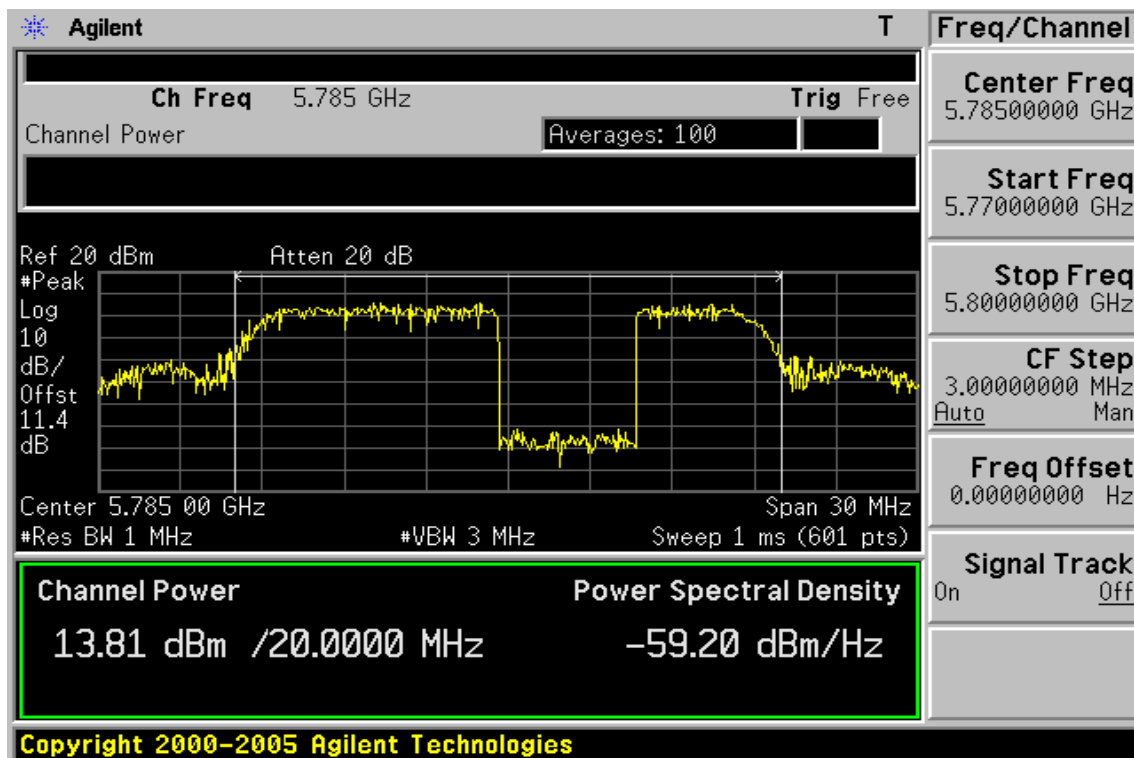 Agilent T
Freq/Channel
Ch Freq 5.785 GHz Trig Free
Channel Power Averages: 100
Ref 20 dBm Atten 20 dB
#Peak
Log
10
dB/
Offst
11.4
dB
Center 5.785 00 GHz Span 30 MHz
#Res BW 1 MHz #VBW 3 MHz Sweep 1 ms (601 pts)
Channel Power Power Spectral Density
13.81 dBm /20.0000 MHz -59.20 dBm/Hz
Copyright 2000-2005 Agilent Technologies
Center Freq
5.78500000 GHz
Start Freq
5.77000000 GHz
Stop Freq
5.80000000 GHz
CF Step
3.00000000 MHz
Auto Man
Freq Offset
0.00000000 Hz
Signal Track
On Off